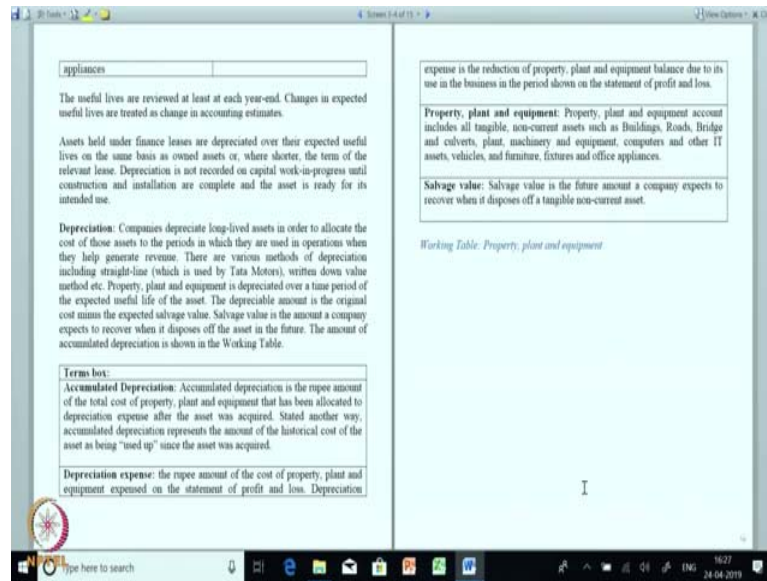 Tools
Screen 3-4 of 15
View Options
appliances
The useful lives are reviewed at least at each year-end. Changes in expected
useful lives are treated as change in accounting estimates.
Assets held under finance leases are depreciated over their expected useful
lives on the same basis as owned assets or, where shorter, the term of the
relevant lease. Depreciation is not recorded on capital work-in-progress until
construction and installation are complete and the asset is ready for its
intended use.
Depreciation: Companies depreciate long-lived assets in order to allocate the
cost of those assets to the periods in which they are used in operations when
they help generate revenue. There are various methods of depreciation
including straight-line (which is used by Tata Motors), written down value
method etc. Property, plant and equipment is depreciated over a time period of
the expected useful life of the asset. The depreciable amount is the original
cost minus the expected salvage value. Salvage value is the amount a company
expects to recover when it disposes off the asset in the future. The amount of
accumulated depreciation is shown in the Working Table.
Terms box:
Accumulated Depreciation: Accumulated depreciation is the rupee amount
of the total cost of property, plant and equipment that has been allocated to
depreciation expense after the asset was acquired. Stated another way,
accumulated depreciation represents the amount of the historical cost of the
asset as being "used up" since the asset was acquired.
Depreciation expense: the rupee amount of the cost of property, plant and
equipment expensed on the statement of profit and loss. Depreciation
expense is the reduction of property, plant and equipment balance due to its
use in the business in the period shown on the statement of profit and loss.
Property, plant and equipment: Property, plant and equipment account
includes all tangible, non-current assets such as Buildings, Roads, Bridge
and culverts, plant, machinery and equipment, computers and other IT
assets, vehicles, and furniture, fixtures and office appliances.
Salvage value: Salvage value is the future amount a company expects to
recover when it disposes off a tangible non-current asset.
Working Table: Property, plant and equipment
NPTEL
Type here to search
ENG
16:27
24-04-2019